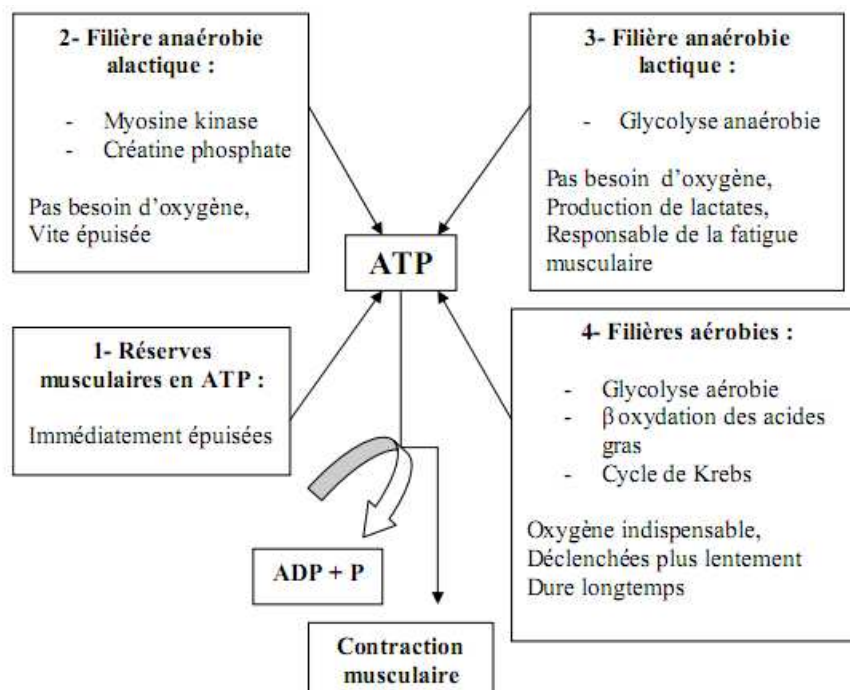 2- Filière anaérobie
alactique :
- Myosine kinase
- Créatine phosphate
Pas besoin d'oxygène,
Vite épuisée
3- Filière anaérobie
lactique :
- Glycolyse anaérobie
Pas besoin d'oxygène,
Production de lactates,
Responsable de la fatigue
musculaire
ATP
1- Réserves
musculaires en ATP :
Immédiatement épuisées
4- Filières aérobies :
- Glycolyse aérobie
- β oxydation des acides
gras
- Cycle de Krebs
Oxygène indispensable,
Déclenchées plus lentement
Dure longtemps
ADP + P
Contraction
musculaire